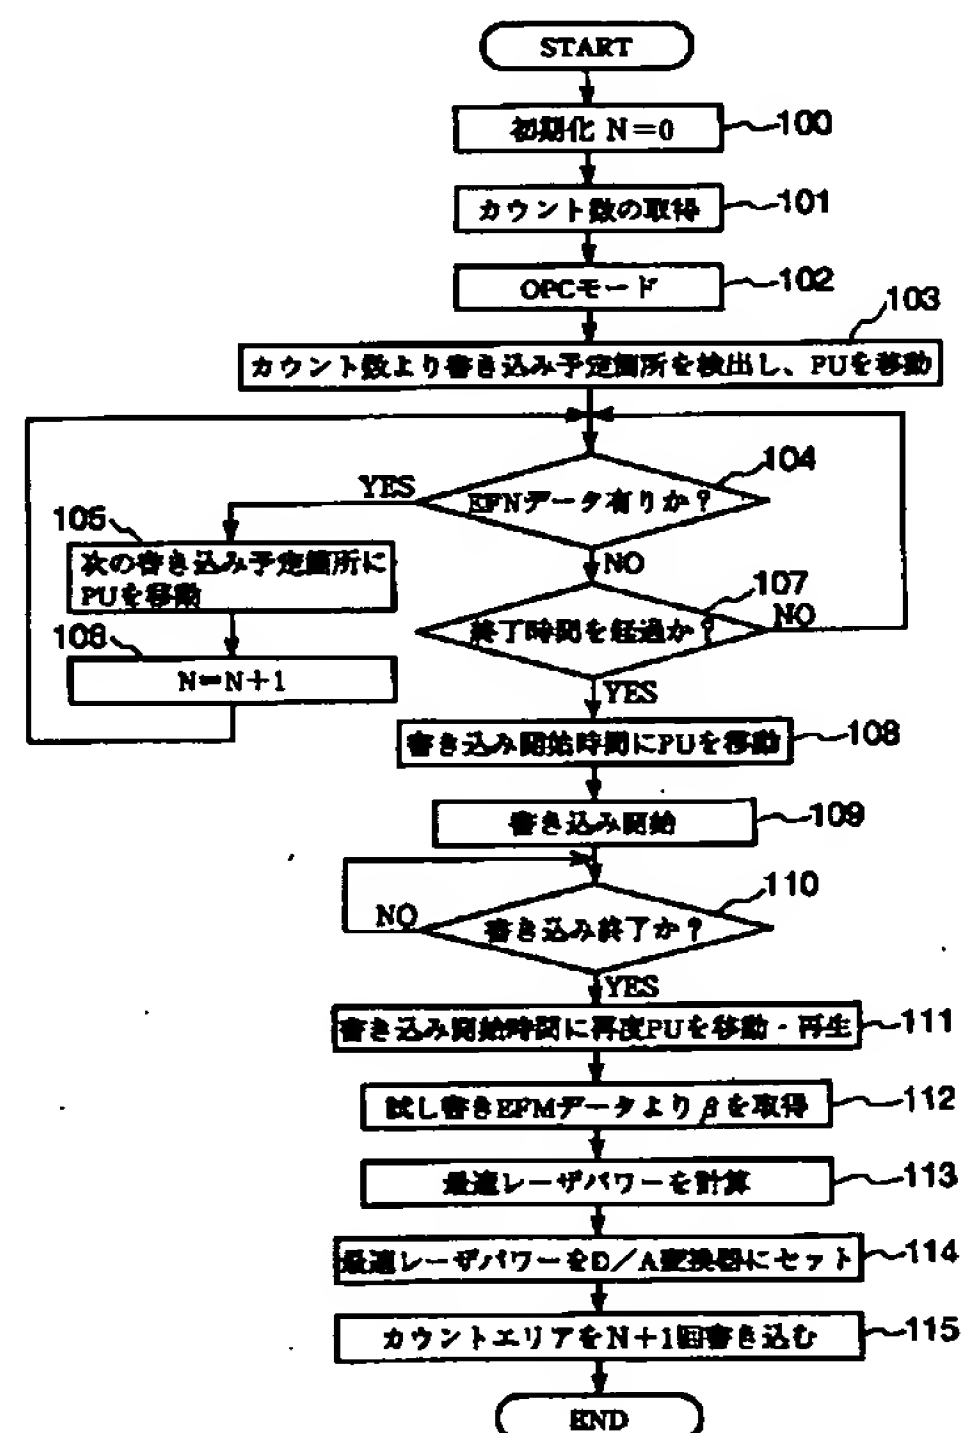 START
初期化 N=0
100
カウント数の取得
101
OPCモード
102
103
カウント数より書き込み予定箇所を検出し、PUを移動
104
EFNデータ有りか?
YES
NO
105
次の書き込み予定箇所に
PUを移動
107
終了時間を経過か?
NO
YES
108
N=N+1
書き込み開始時間にPUを移動
108
書き込み開始
109
110
書き込み終了か?
NO
YES
書き込み開始時間に再度PUを移動・再生
111
試し書きEFMデータよりβを取得
112
最適レーザパワーを計算
113
最適レーザパワーをD/A変換器にセット
114
カウントエリアをN+1回書き込む
115
END